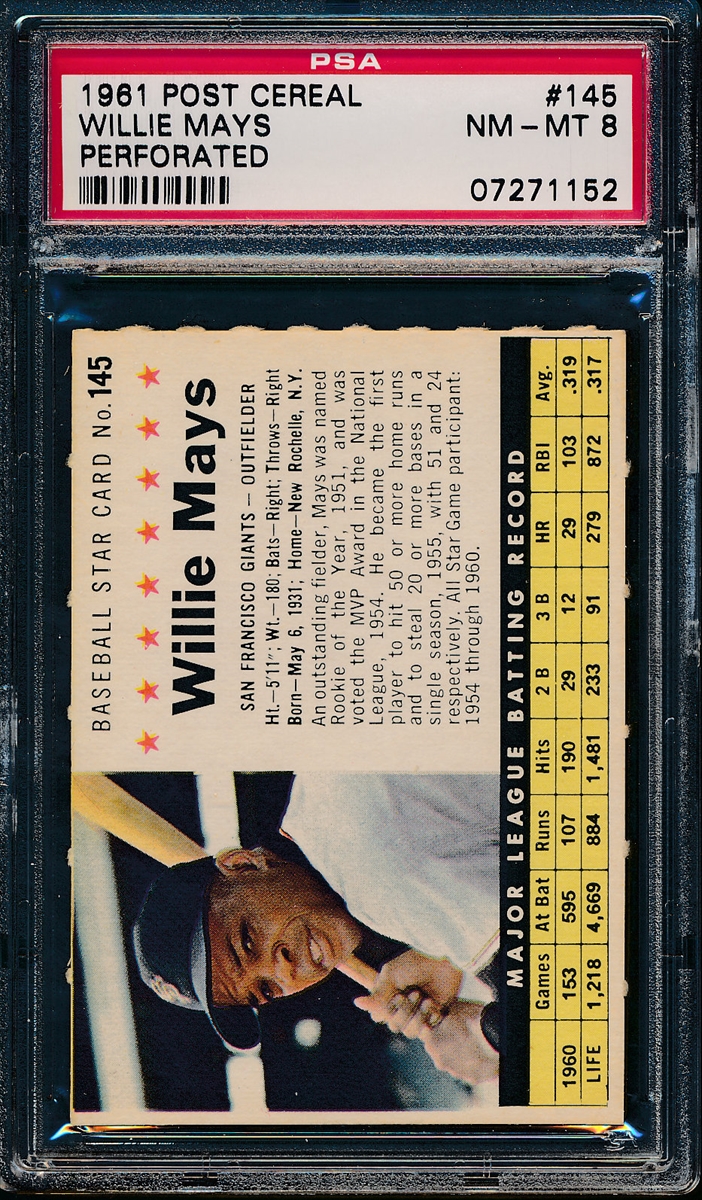 PSA
1961 POST CEREAL #145
WILLIE MAYS NM - MT 8
PERFORATED
07271152
BASEBALL STAR CARD No. 145
Willie Mays
SAN FRANCISCO GIANTS — OUTFIELDER
Ht.—5'11"; Wt.—180; Bats—Right; Throws—Right
Born—May 6, 1931; Home—New Rochelle, N.Y.
An outstanding fielder, Mays was named
Rookie of the Year, 1951, and was
voted the MVP Award in the National
League, 1954. He became the first
player to hit 50 or more home runs
and to steal 20 or more bases in a
single season, 1955, with 51 and 24
respectively. All Star Game participant:
1954 through 1960.
MAJOR LEAGUE BATTING RECORD
Games At Bat Runs Hits 2 B 3 B HR RBI Avg.
1960 153 595 107 190 29 12 29 103 .319
LIFE 1,218 4,669 884 1,481 233 91 279 872 .317